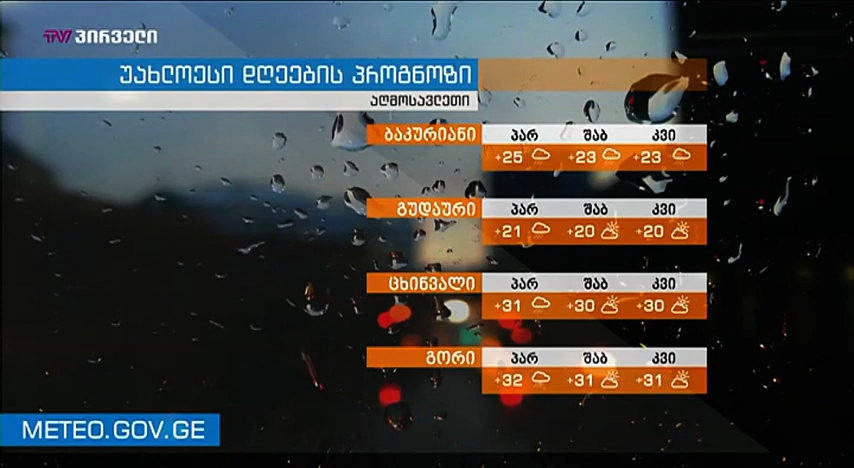 TV პირველი
უახლოესი დღეების პროგნოზი
აღმოსავლეთი
ბაკურიანი პარ შაბ კვი
+25 +23 +23
გუდაური პარ შაბ კვი
+21 +20 +20
ცხინვალი პარ შაბ კვი
+31 +30 +30
გორი პარ შაბ კვი
+32 +31 +31
METEO.GOV.GE